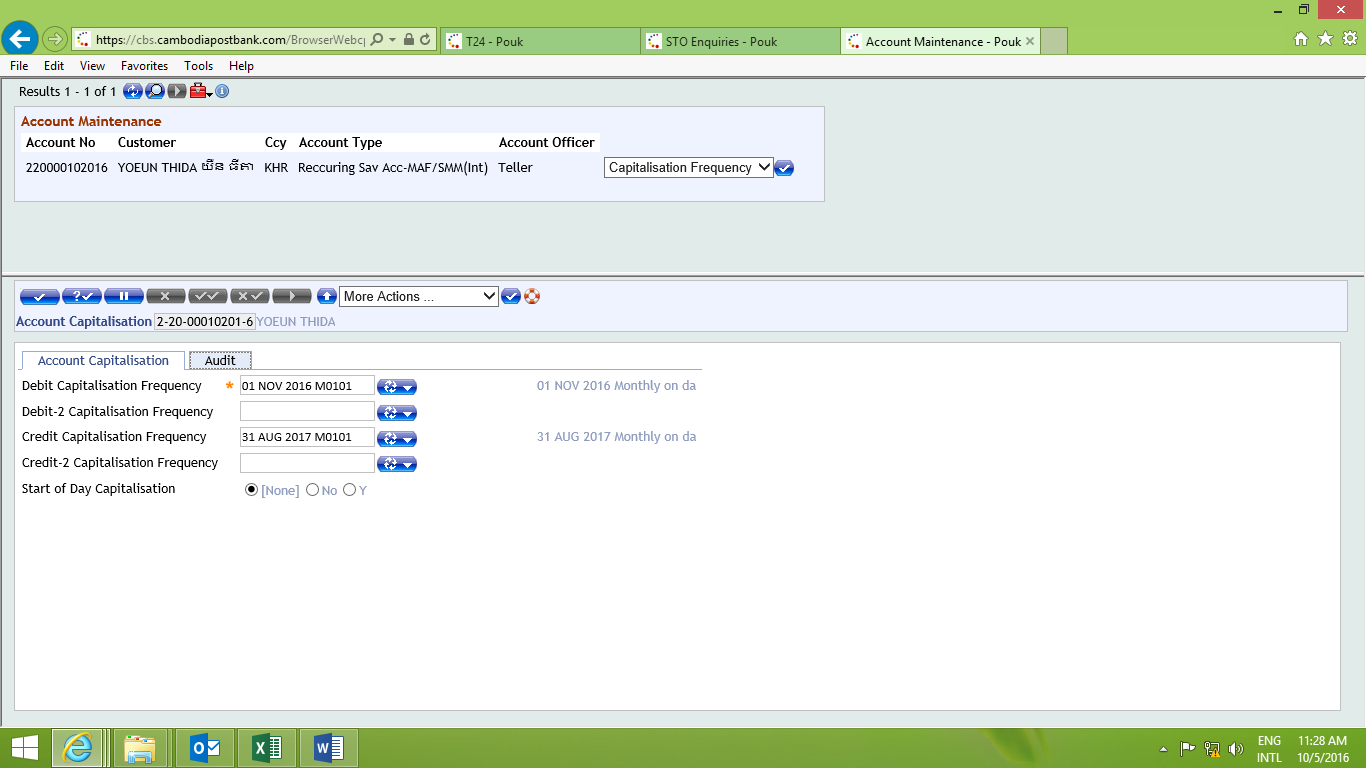 https://cbs.cambodiapostbank.com/BrowserWebcp
T24 - Pouk
STO Enquiries - Pouk
Account Maintenance - Pouk
File Edit View Favorites Tools Help
Results 1 - 1 of 1
Account Maintenance
Account No Customer Ccy Account Type Account Officer
220000102016 YOEUN THIDA យឺន ធីតា KHR Reccuring Sav Acc-MAF/SMM(Int) Teller Capitalisation Frequency
More Actions ...
Account Capitalisation 2-20-00010201-6 YOEUN THIDA
Account Capitalisation Audit
Debit Capitalisation Frequency * 01 NOV 2016 M0101 01 NOV 2016 Monthly on da
Debit-2 Capitalisation Frequency
Credit Capitalisation Frequency 31 AUG 2017 M0101 31 AUG 2017 Monthly on da
Credit-2 Capitalisation Frequency
Start of Day Capitalisation [None] No Y
ENG 11:28 AM
INTL 10/5/2016